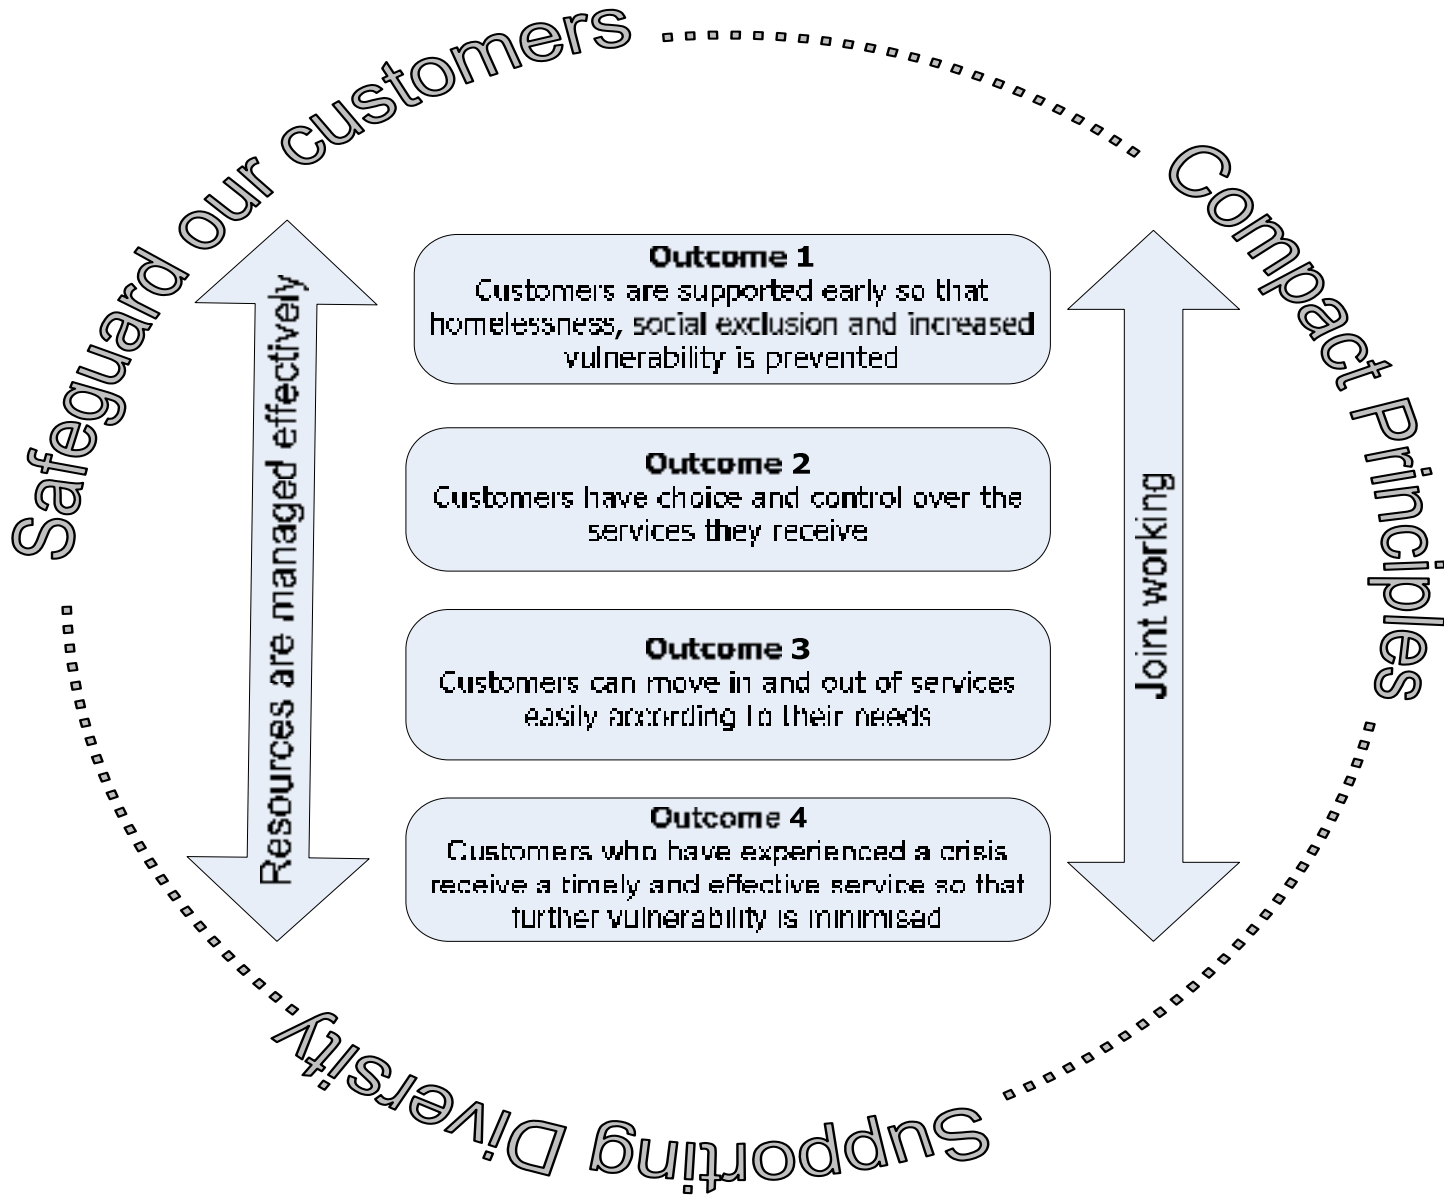 Safeguard our customers
Compact Principles
Supporting Diversity
Resources are managed effectively
Outcome 1
Customers are supported early so that
homelessness, social exclusion and increased
vulnerability is prevented
Outcome 2
Customers have choice and control over the
services they receive
Outcome 3
Customers can move in and out of services
easily according to their needs
Outcome 4
Customers who have experienced a crisis
receive a timely and effective service so that
further vulnerability is minimised
Joint working